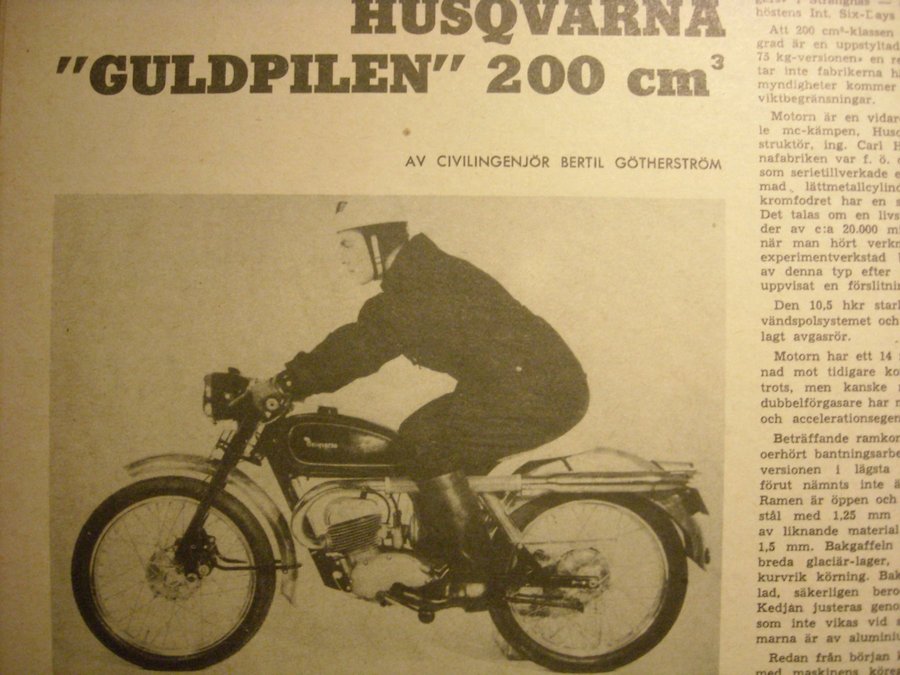 HUSQVARNA
"GULDPILEN" 200 cm³
AV CIVILINGENJÖR BERTIL GÖTHERSTRÖM
Husqvarna
höstens Int. Six-Days
Att 200 cm³-klassen
grad är en uppstyltad
75 kg-versionen» en re
tar inte fabrikerna h
myndigheter kommer
viktbegränsningar.
Motorn är en vidar
le mc-kämpen, Husq
struktör, ing. Carl H
nafabriken var f. ö.
som serietillverkade e
mad, lättmetallcylind
kromfodret har en s
Det talas om en livs
der av c:a 20.000 m
när man hört verkn
experimentverkstad
av denna typ efter
uppvisat en förslitnin
Den 10,5 hkr star
vändspolsystemet och
lagt avgasrör.
Motorn har ett 14
nad mot tidigare ko
trots, men kanske
dubbelförgasare har
och accelerationsegen
Beträffande ramkon
oerhört bantningsarbe
versionen i lägsta
förut nämnts inte ä
Ramen är öppen och
stål med 1,25 mm
av liknande material
1,5 mm. Bakgaffeln
breda glaciär-lager,
kurvrik körning. Bak
lad, säkerligen bero
Kedjan justeras geno
som inte vikas vid s
marna är av aluminiu
Redan från början
med maskinens köreg